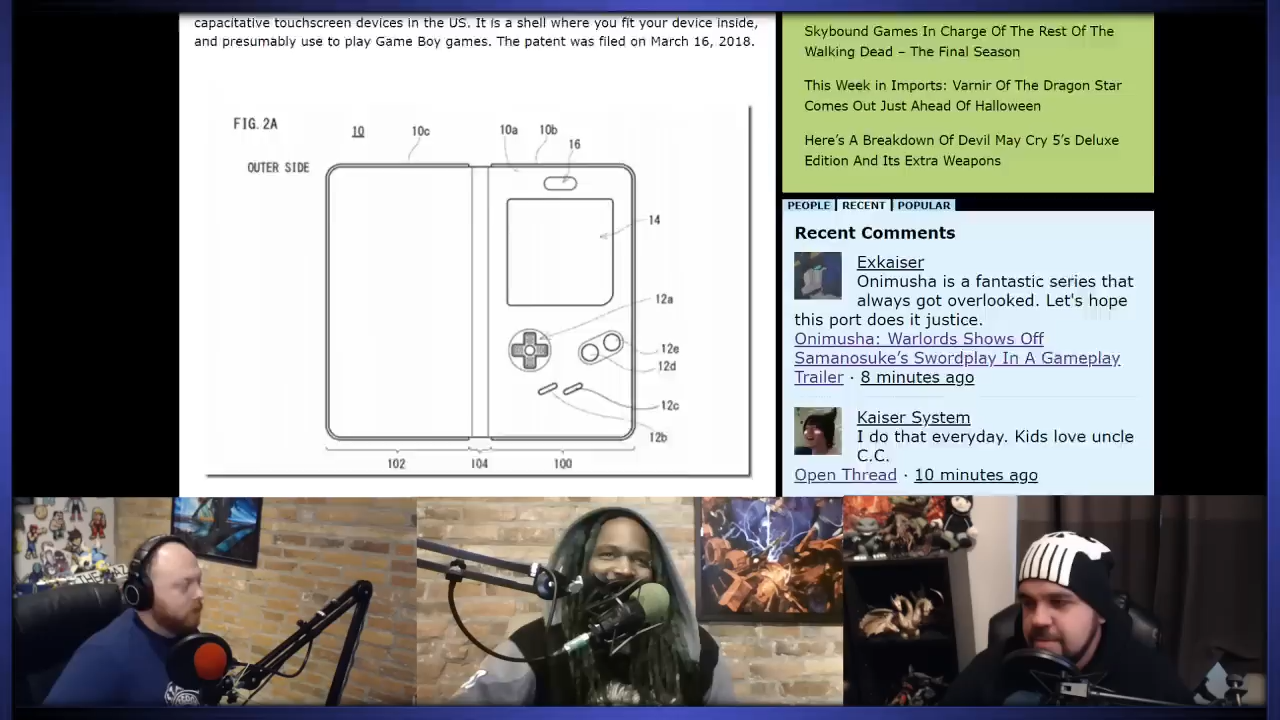 capacitative touchscreen devices in the US. It is a shell where you fit your device inside,
and presumably use to play Game Boy games. The patent was filed on March 16, 2018.
FIG. 2A
10
10c
10a
10b
16
OUTER SIDE
14
12a
12e
12d
12c
12b
102
104
100
Skybound Games In Charge Of The Rest Of The
Walking Dead – The Final Season
This Week in Imports: Varnir Of The Dragon Star
Comes Out Just Ahead Of Halloween
Here's A Breakdown Of Devil May Cry 5's Deluxe
Edition And Its Extra Weapons
PEOPLE
RECENT
POPULAR
Recent Comments
Exkaiser
Onimusha is a fantastic series that
always got overlooked. Let's hope
this port does it justice.
Onimusha: Warlords Shows Off
Samanosuke's Swordplay In A Gameplay
Trailer · 8 minutes ago
Kaiser System
I do that everyday. Kids love uncle
C.C.
Open Thread · 10 minutes ago